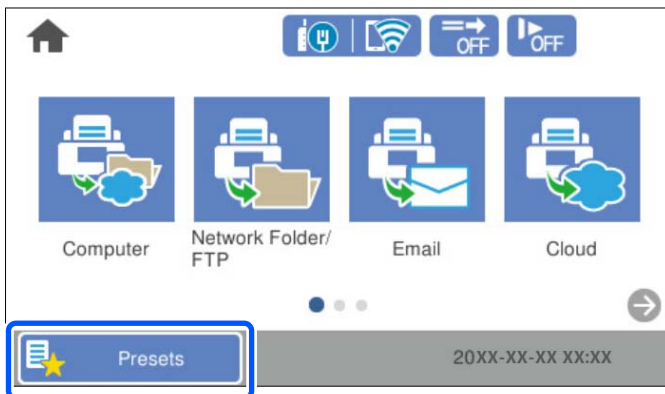 OFF
OFF
Computer
Network Folder/
FTP
Email
Cloud
Presets
20XX-XX-XX XX:XX